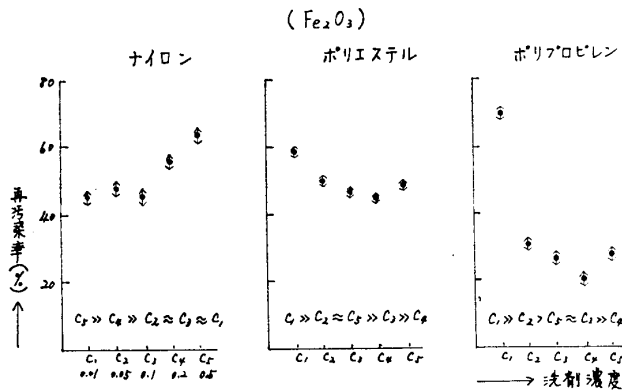 (Fe₂O₃)
ナイロン
ポリエステル
ポリプロピレン
80
60
40
20
再汚染率(%)
C₅ ≫ C₄ ≫ C₂ ≈ C₃ ≈ C₁
C₁ ≫ C₂ ≈ C₅ ≫ C₃ ≫ C₄
C₁ ≫ C₂ > C₅ ≈ C₃ ≫ C₄
C₁ C₂ C₃ C₄ C₅
0.01 0.05 0.1 0.2 0.5
C₁ C₂ C₃ C₄ C₅
C₁ C₂ C₃ C₄ C₅
洗剤濃度